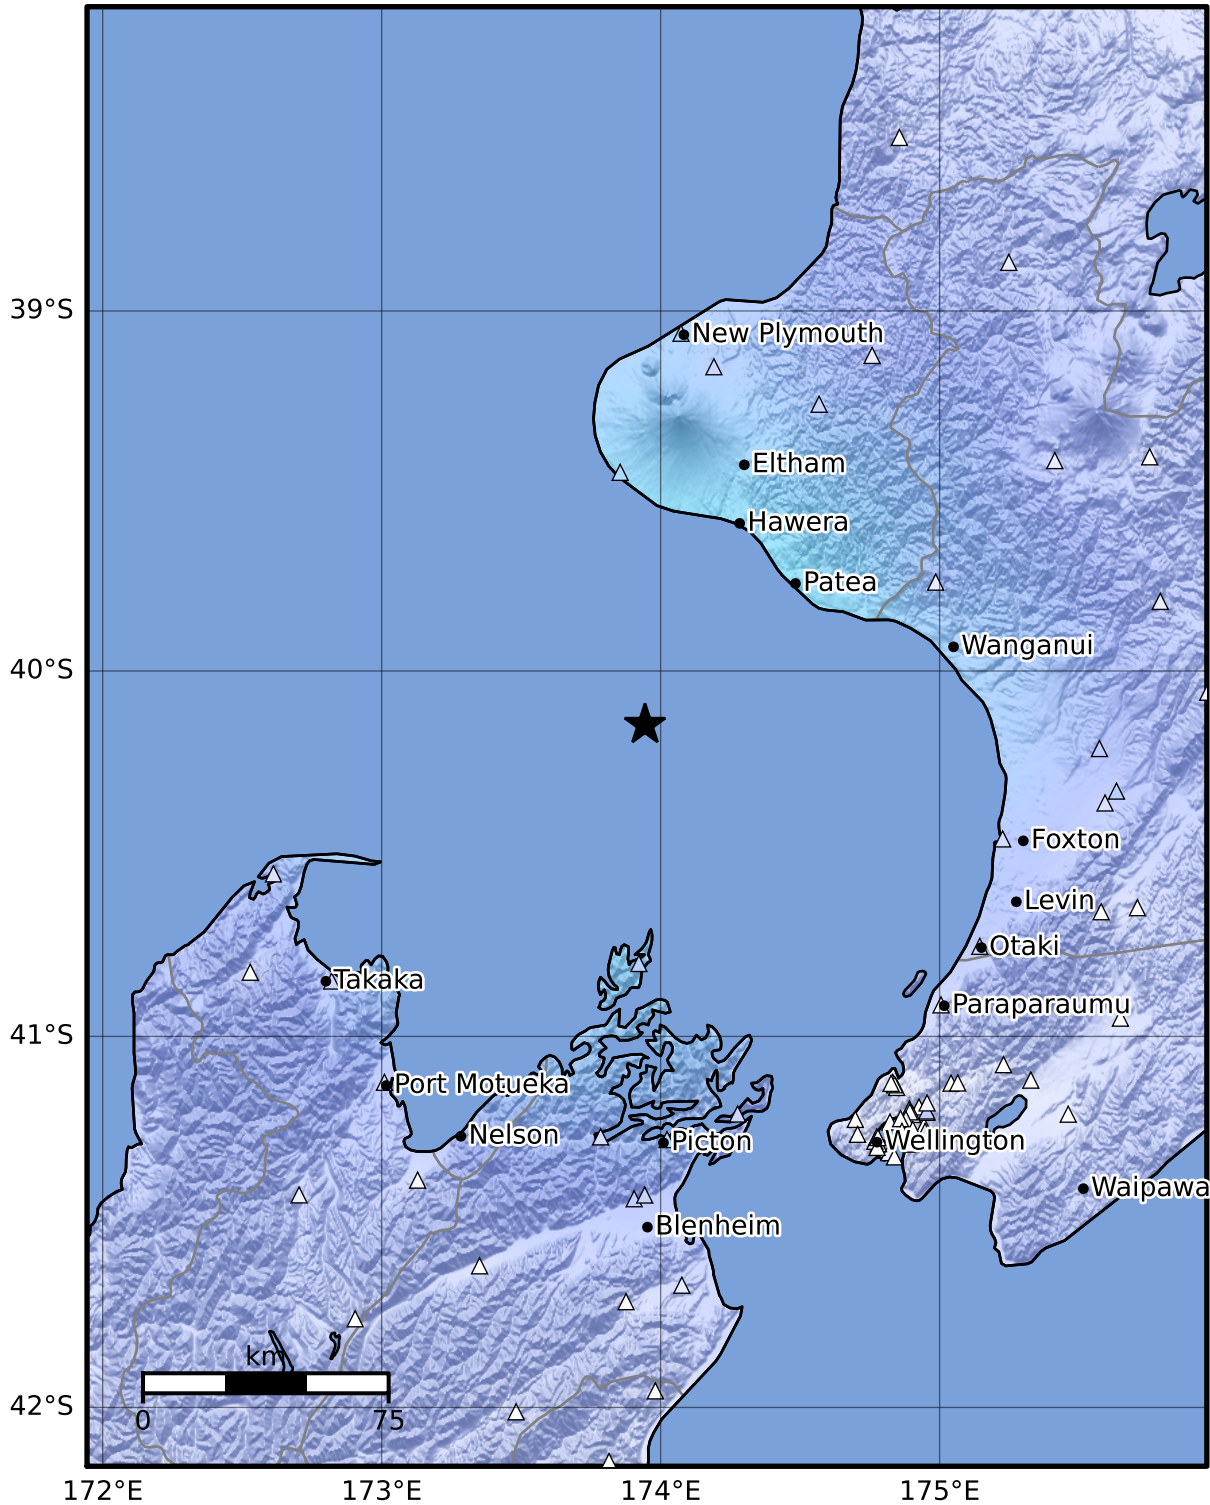 39°S
New Plymouth
Eltham
Hawera
Patea
Wanganui
40°S
Foxton
Levin
Otaki
Takaka
Paraparaumu
41°S
Port Motueka
Nelson
Picton
Wellington
Waipawa
Blenheim
km
0 75
42°S
172°E 173°E 174°E 175°E